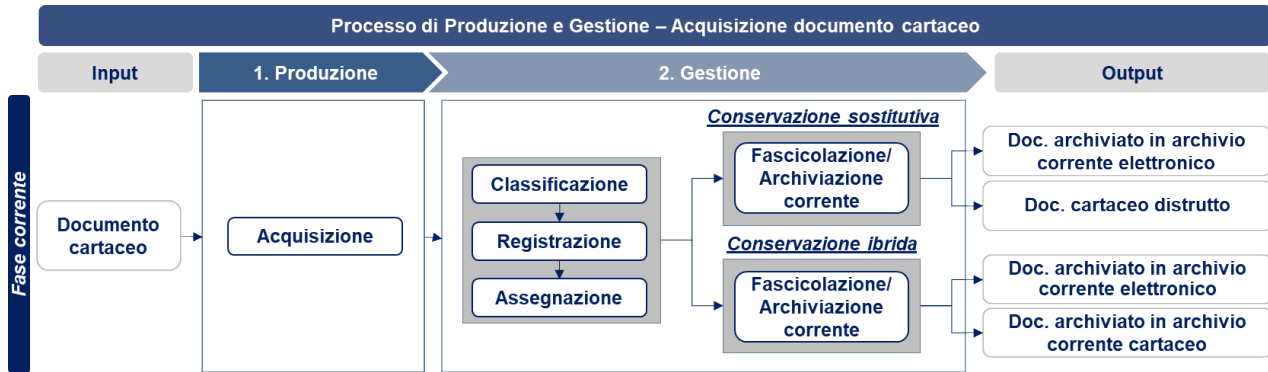 Processo di Produzione e Gestione – Acquisizione documento cartaceo
Input
1. Produzione
2. Gestione
Output
Fase corrente
Documento
cartaceo
Acquisizione
Classificazione
Registrazione
Assegnazione
Conservazione sostitutiva
Fascicolazione/
Archiviazione
corrente
Conservazione ibrida
Fascicolazione/
Archiviazione
corrente
Doc. archiviato in archivio
corrente elettronico
Doc. cartaceo distrutto
Doc. archiviato in archivio
corrente elettronico
Doc. archiviato in archivio
corrente cartaceo